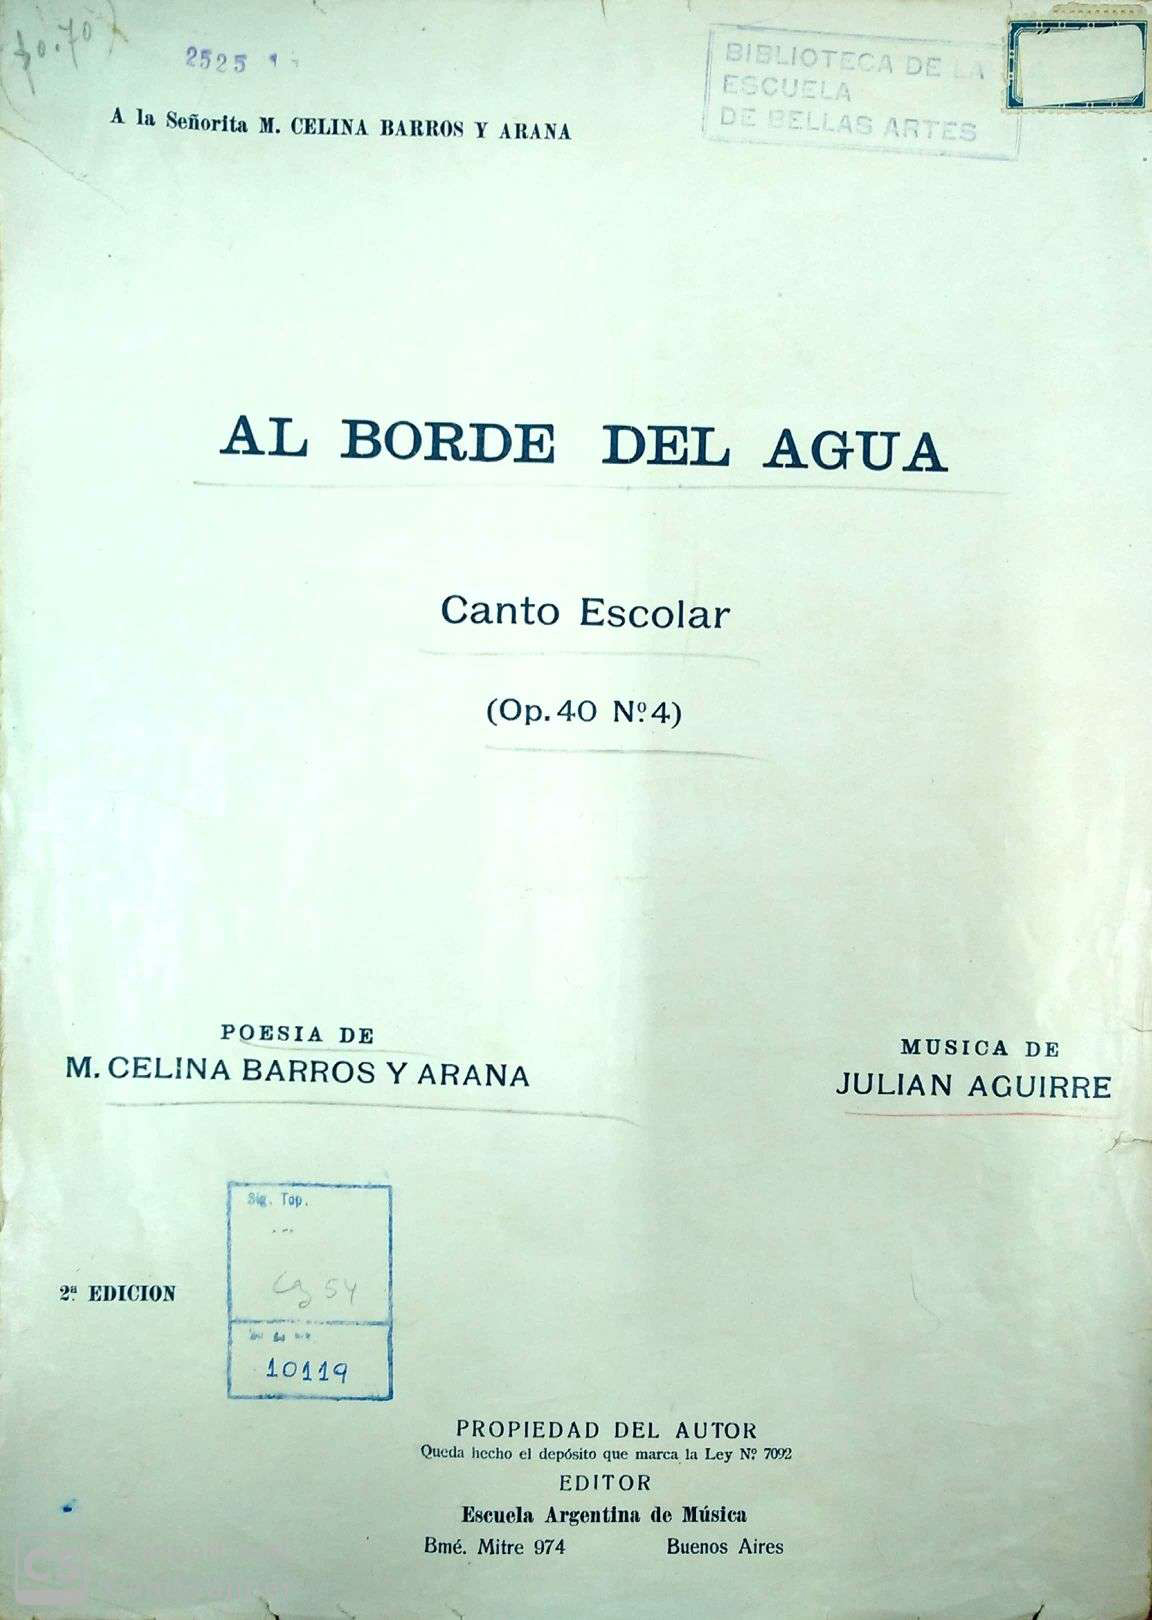 2525
BIBLIOTECA DE LA
ESCUELA
DE BELLAS ARTES
A la Señorita M. CELINA BARROS Y ARANA
AL BORDE DEL AGUA
Canto Escolar
(Op. 40 Nº 4)
POESIA DE
M. CELINA BARROS Y ARANA
MUSICA DE
JULIAN AGUIRRE
Sig. Top.
54
10119
2ª EDICION
PROPIEDAD DEL AUTOR
Queda hecho el depósito que marca la Ley Nº 7092
EDITOR
Escuela Argentina de Música
Bmé. Mitre 974 Buenos Aires
CS